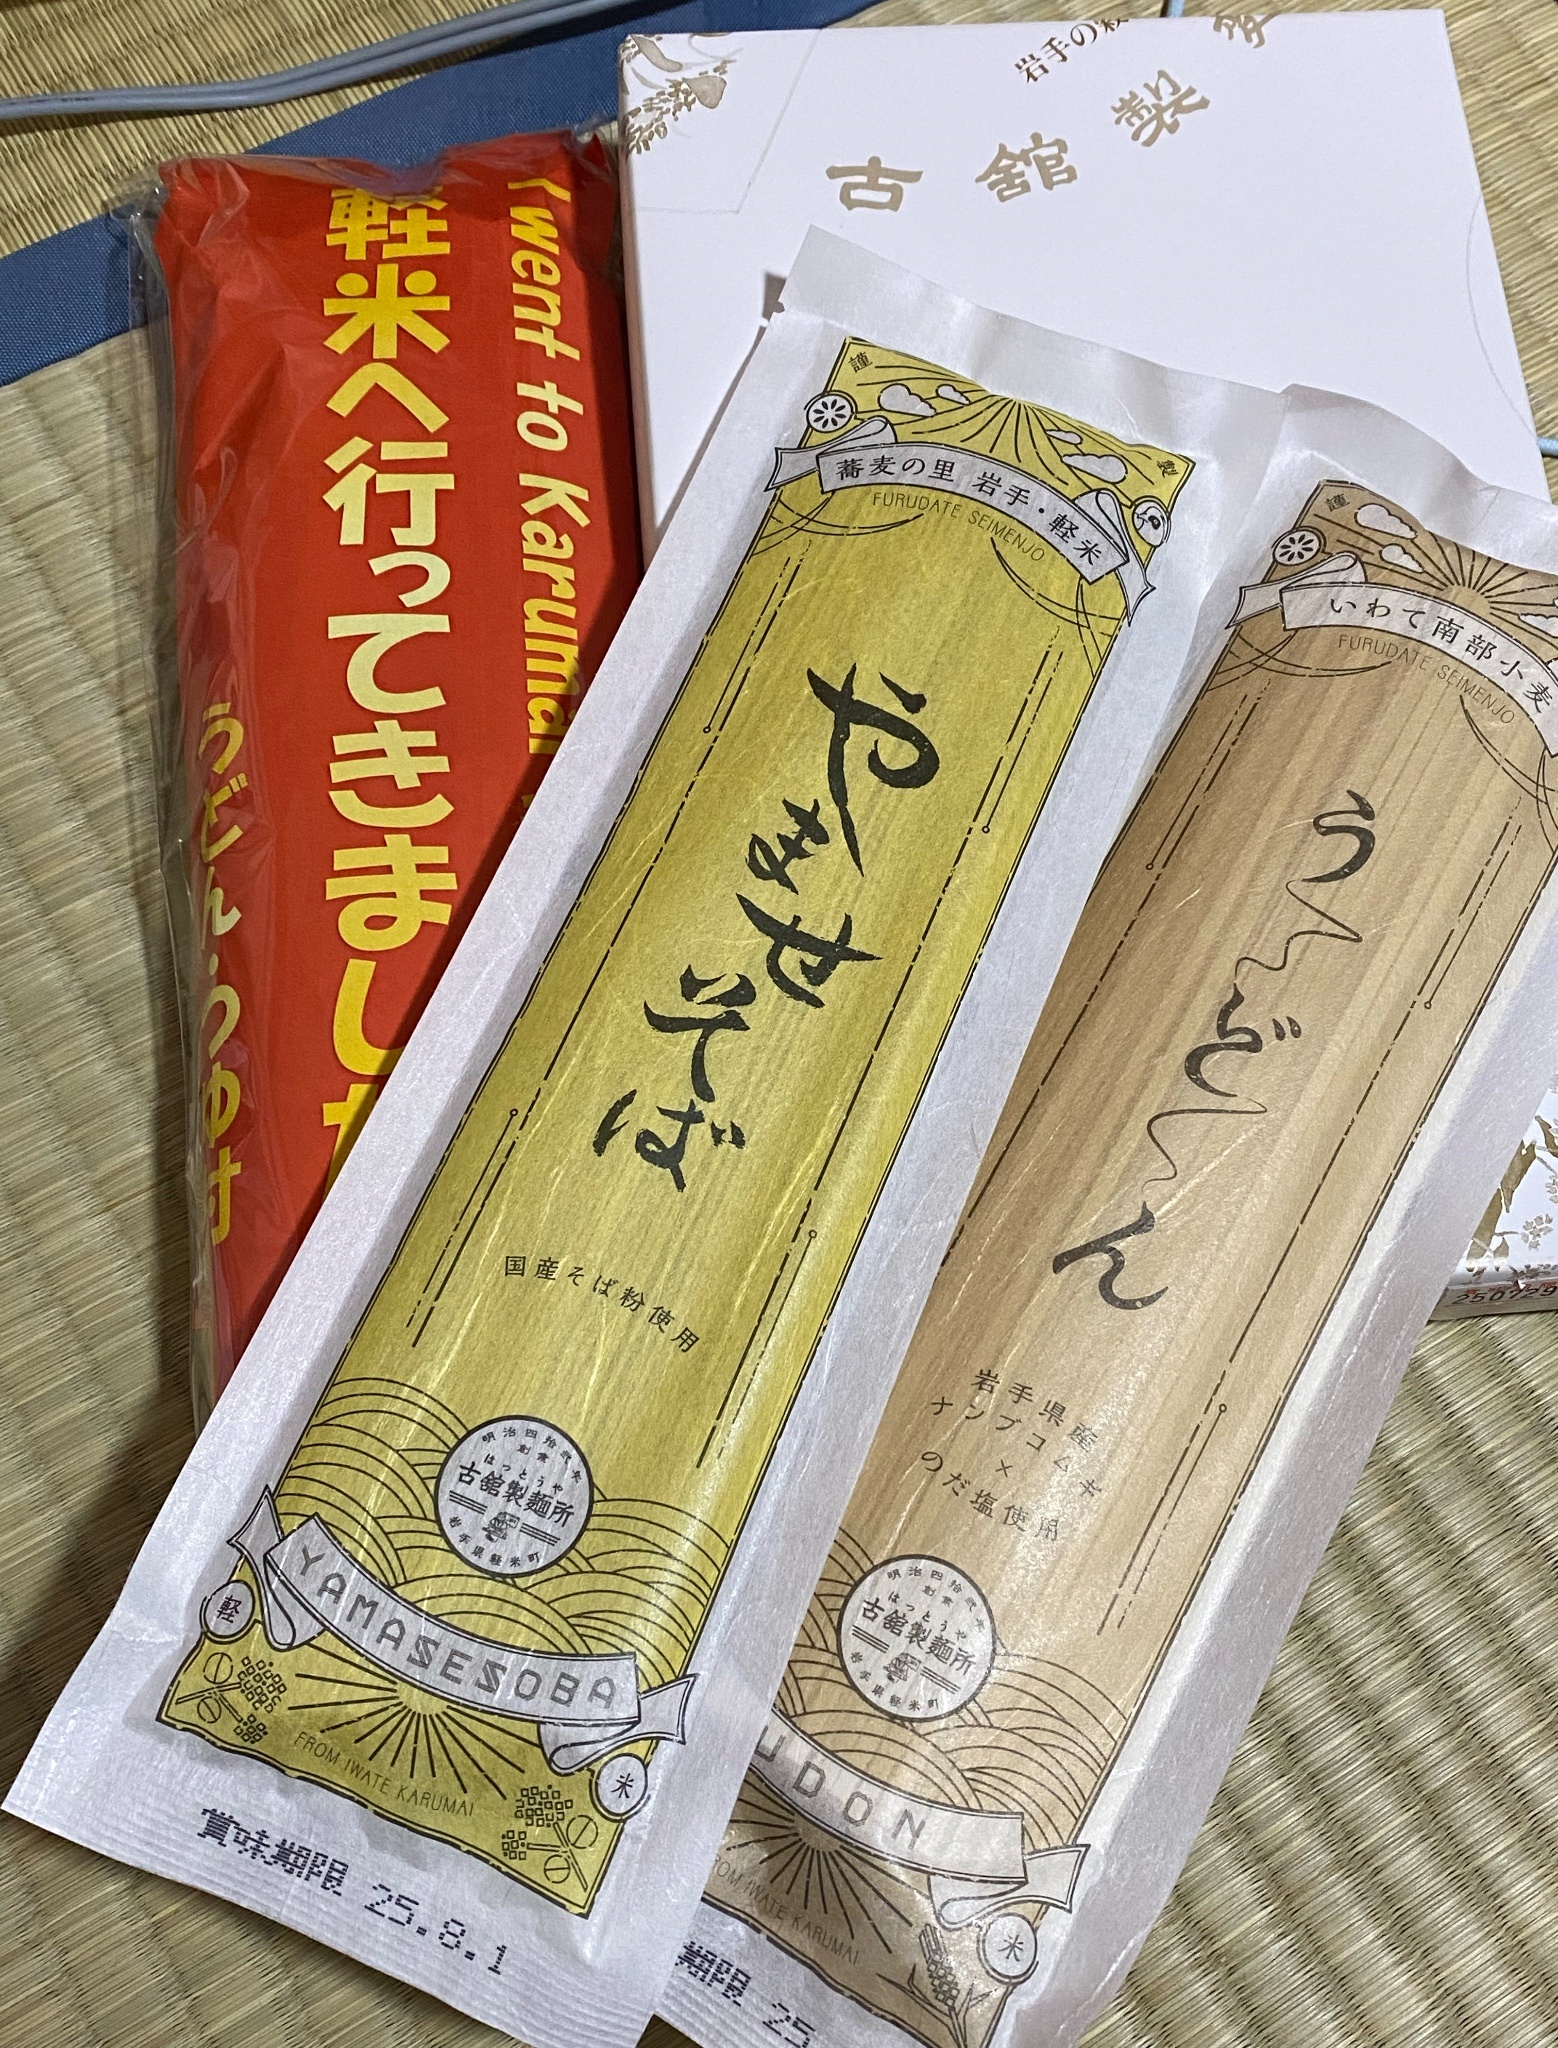 軽米へ行ってきました
I went to Karumai
うどん・つゆ付
岩手の穀
古舘製麦
謹
製
蕎麦の里 岩手・軽米
FURUDATE SEIMENJO
やませそば
国産そば粉使用
明治四拾弐年
創業
はっとうや
古舘製麺所
岩手県軽米町
YAMASESOBA
軽
米
FROM IWATE KARUMAI
賞味期限 25.8.1
謹
いわて南部小麦
FURUDATE SEIMENJO
うどん
岩手県産
ナンブコムギ
×
のだ塩使用
明治四拾弐年
創業
はっとうや
古舘製麺所
岩手県軽米町
UDON
米
FROM IWATE KARUMAI
期限 25
250729